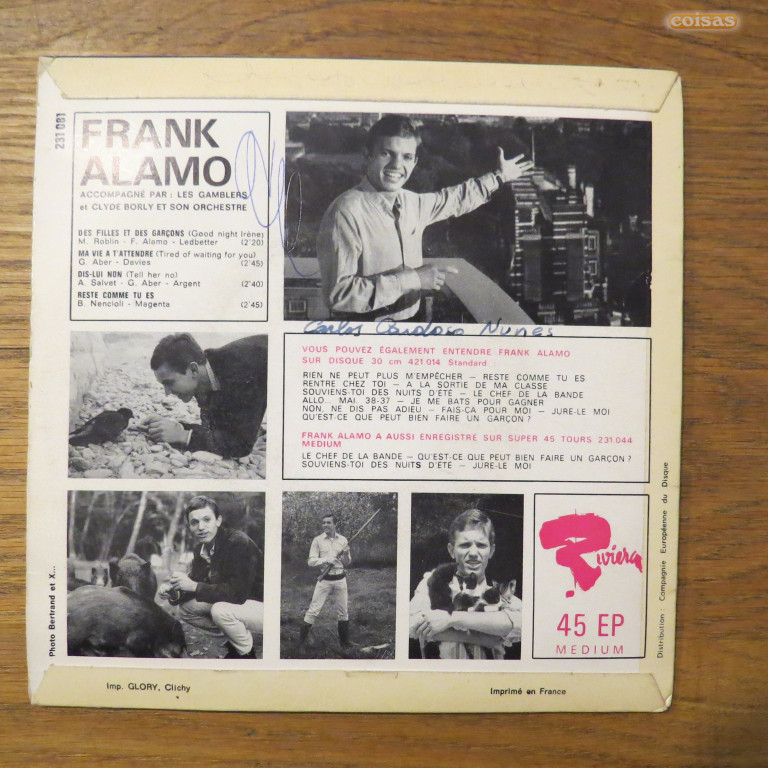 coisas
231 081
FRANK
ALAMO
ACCOMPAGNÉ PAR : LES GAMBLERS
et CLYDE BORLY ET SON ORCHESTRE
DES FILLES ET DES GARÇONS (Good night Irène)
M. Roblin - F. Alamo - Ledbetter (2'20)
MA VIE A T'ATTENDRE (Tired of waiting for you)
G. Aber - Davies (2'45)
DIS-LUI NON (Tell her no)
A. Salvet - G. Aber - Argent (2'40)
RESTE COMME TU ES
B. Nencioli - Magenta (2'45)
Carlos Cardoso Nunes
VOUS POUVEZ ÉGALEMENT ENTENDRE FRANK ALAMO
SUR DISQUE 30 cm 421.014 Standard
RIEN NE PEUT PLUS M'EMPÊCHER — RESTE COMME TU ES
RENTRE CHEZ TOI — A LA SORTIE DE MA CLASSE
SOUVIENS-TOI DES NUITS D'ÉTÉ — LE CHEF DE LA BANDE
ALLO... MAI. 38-37 — JE ME BATS POUR GAGNER
NON, NE DIS PAS ADIEU — FAIS-ÇA POUR MOI — JURE-LE MOI
QU'EST-CE QUE PEUT BIEN FAIRE UN GARÇON ?
FRANK ALAMO A AUSSI ENREGISTRÉ SUR SUPER 45 TOURS 231.044
MEDIUM
LE CHEF DE LA BANDE — QU'EST-CE QUE PEUT BIEN FAIRE UN GARÇON ?
SOUVIENS-TOI DES NUITS D'ÉTÉ — JURE-LE MOI
Photo Bertrand et X...
Riviera
45 EP
MEDIUM
Distribution : Compagnie Européenne du Disque
Imp. GLORY, Clichy
Imprimé en France